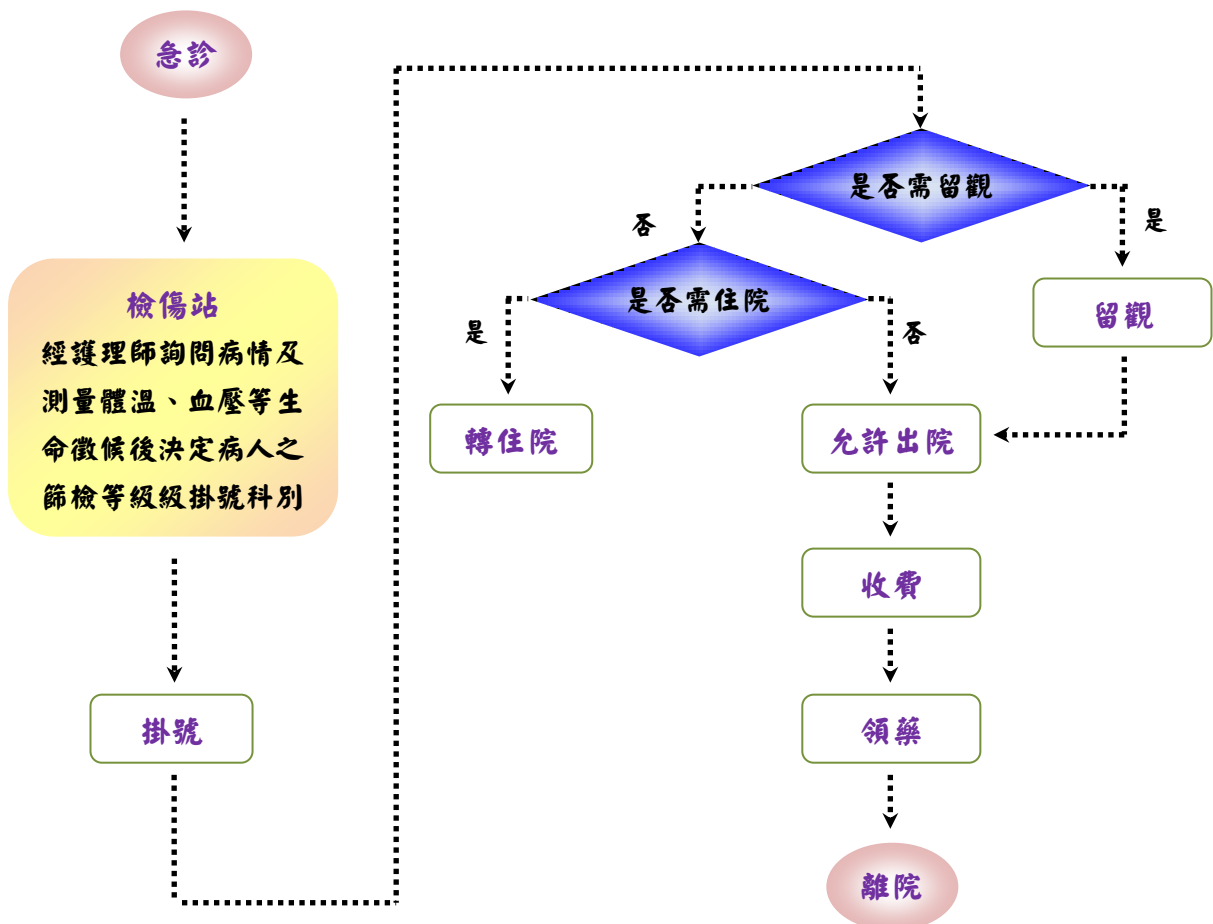 急診
檢傷站
經護理師詢問病情及
測量體溫、血壓等生
命徵候後決定病人之
篩檢等級級掛號科別
掛號
是否需留觀
否
是
是否需住院
留觀
是
否
轉住院
允許出院
收費
領藥
離院